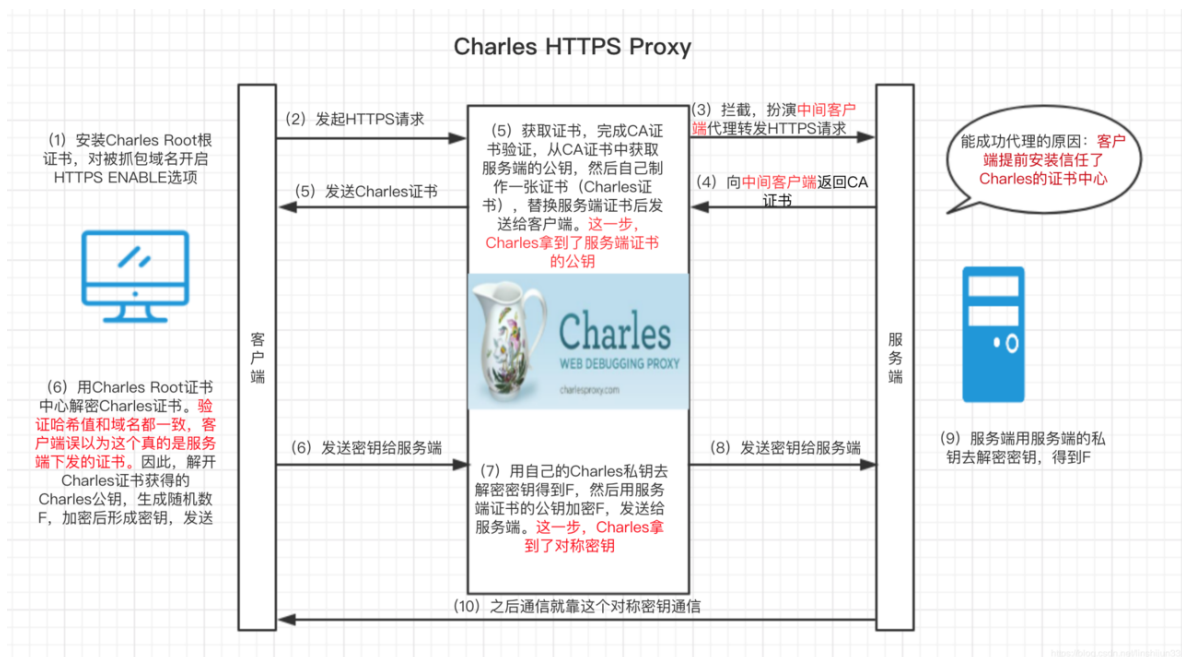 Charles HTTPS Proxy
（1）安装Charles Root根
证书，对被抓包域名开启
HTTPS ENABLE选项
（2）发起HTTPS请求
（3）拦截，扮演中间客户
端代理转发HTTPS请求
能成功代理的原因：客户
端提前安装信任了
Charles的证书中心
（5）获取证书，完成CA证
书验证，从CA证书中获取
服务端的公钥，然后自己制
作一张证书（Charles证
书），替换服务端证书后发
送给客户端。这一步，
Charles拿到了服务端证书
的公钥
（5）发送Charles证书
（4）向中间客户端返回CA
证书
Charles
WEB DEBUGGING PROXY
charlesproxy.com
客户端
服务端
（6）用Charles Root证书
中心解密Charles证书。验
证哈希值和域名都一致，客
户端误以为这个真的是服务
端下发的证书。因此，解开
Charles证书获得的
Charles公钥，生成随机数
F，加密后形成密钥，发送
（6）发送密钥给服务端
（7）用自己的Charles私钥去
解密密钥得到F，然后用服务
端证书的公钥加密F，发送给
服务端。这一步，Charles拿
到了对称密钥
（8）发送密钥给服务端
（9）服务端用服务端的私
钥去解密密钥，得到F
（10）之后通信就靠这个对称密钥通信